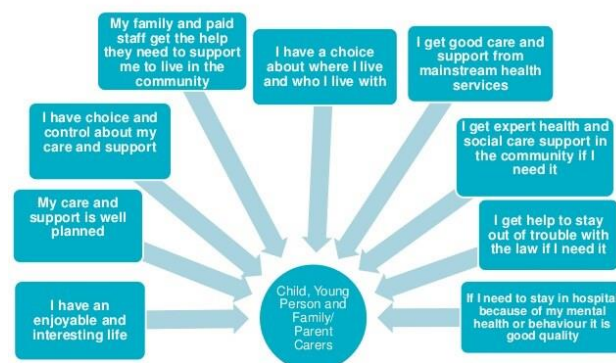 My family and paid
staff get the help
they need to support
me to live in the
community
I have a choice
about where I live
and who I live with
I get good care and
support from
mainstream health
services
I have choice and
control about my
care and support
I get expert health and
social care support in
the community if I
need it
My care and
support is well
planned
I get help to stay
out of trouble with
the law if I need it
I have an
enjoyable and
interesting life
Child, Young
Person and
Family/
Parent
Carers
If I need to stay in hospita
because of my mental
health or behaviour it is
good quality